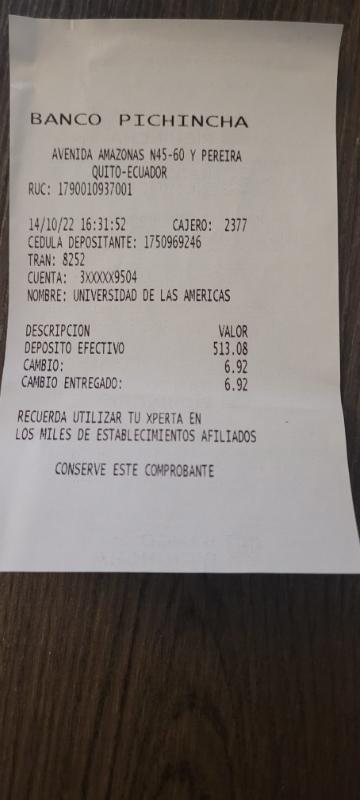 BANCO PICHINCHA
AVENIDA AMAZONAS N45-60 Y PEREIRA
QUITO-ECUADOR
RUC: 1790010937001
14/10/22 16:31:52 CAJERO: 2377
CEDULA DEPOSITANTE: 1750969246
TRAN: 8252
CUENTA: 3XXXXX9504
NOMBRE: UNIVERSIDAD DE LAS AMERICAS
DESCRIPCION VALOR
DEPOSITO EFECTIVO 513.08
CAMBIO: 6.92
CAMBIO ENTREGADO: 6.92
RECUERDA UTILIZAR TU XPERTA EN
LOS MILES DE ESTABLECIMIENTOS AFILIADOS
CONSERVE ESTE COMPROBANTE